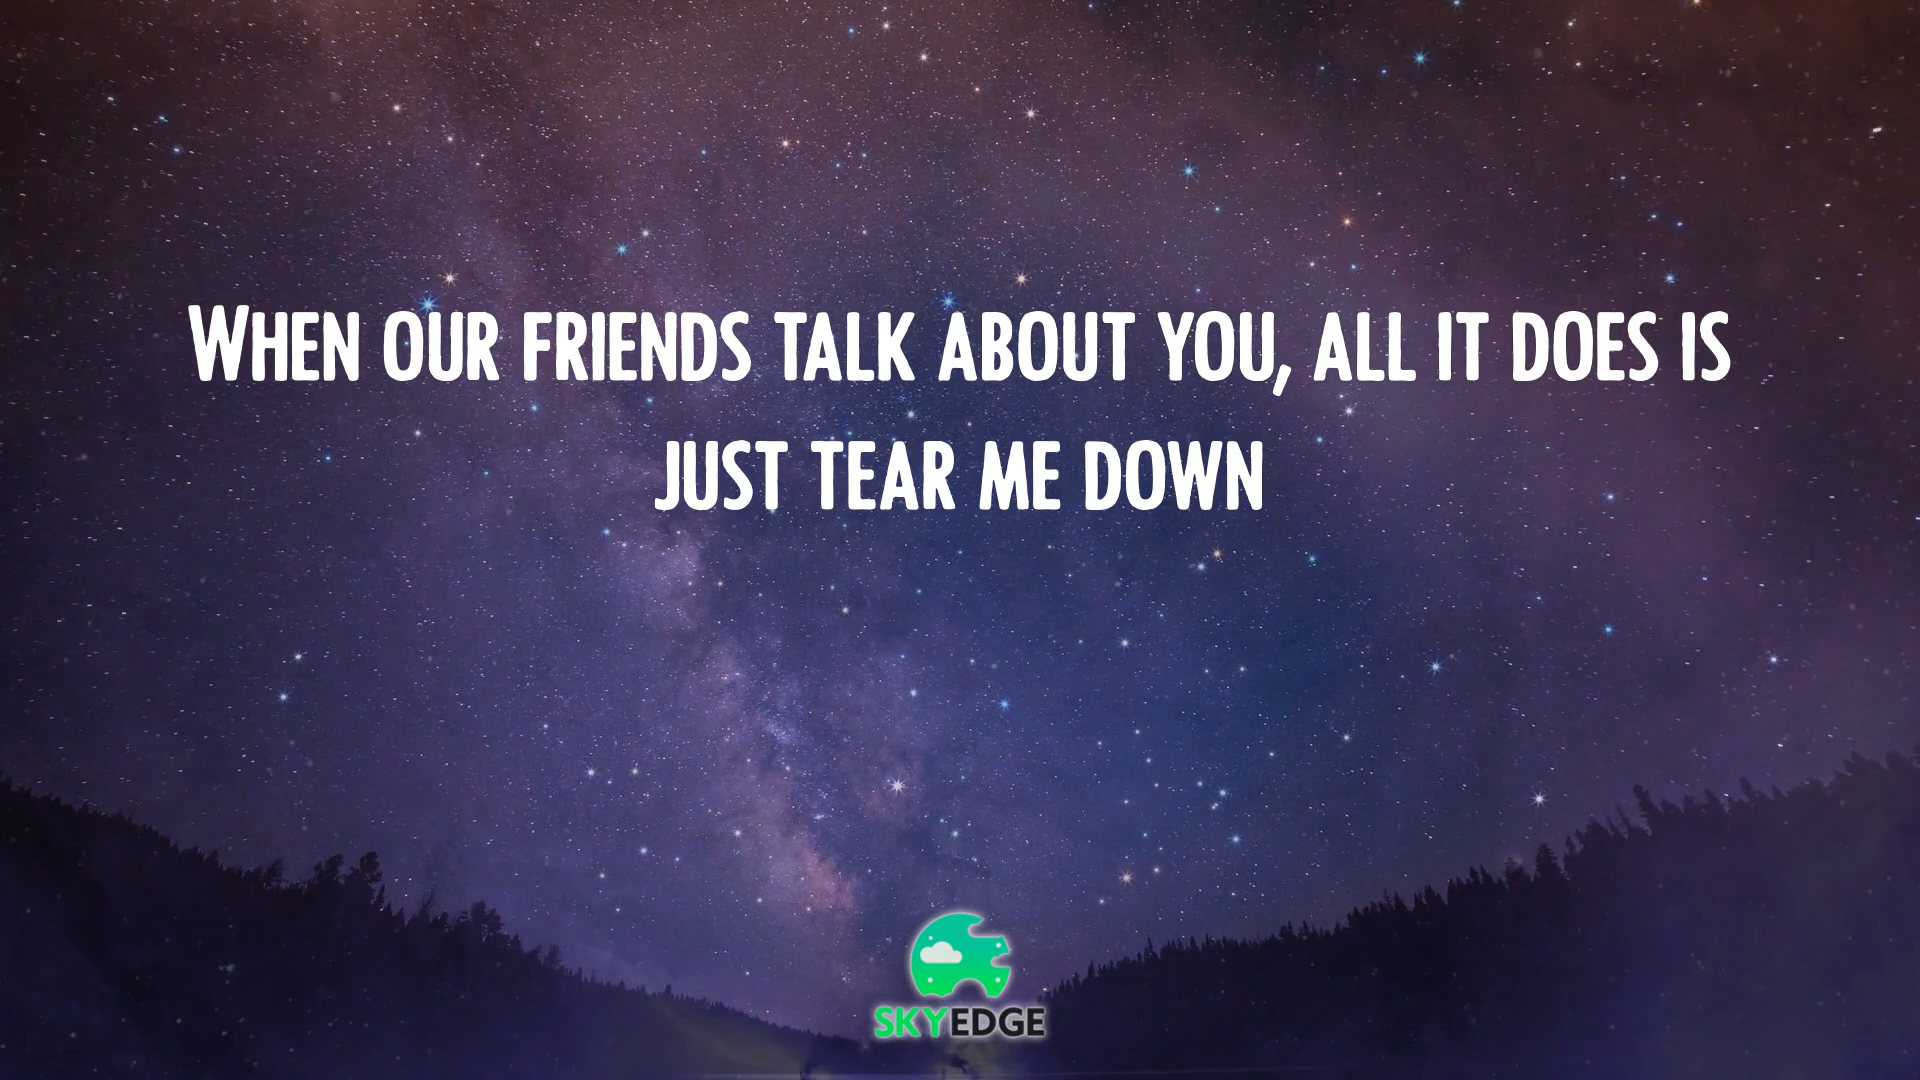 When our friends talk about you, all it does is
just tear me down
SKYEDGE